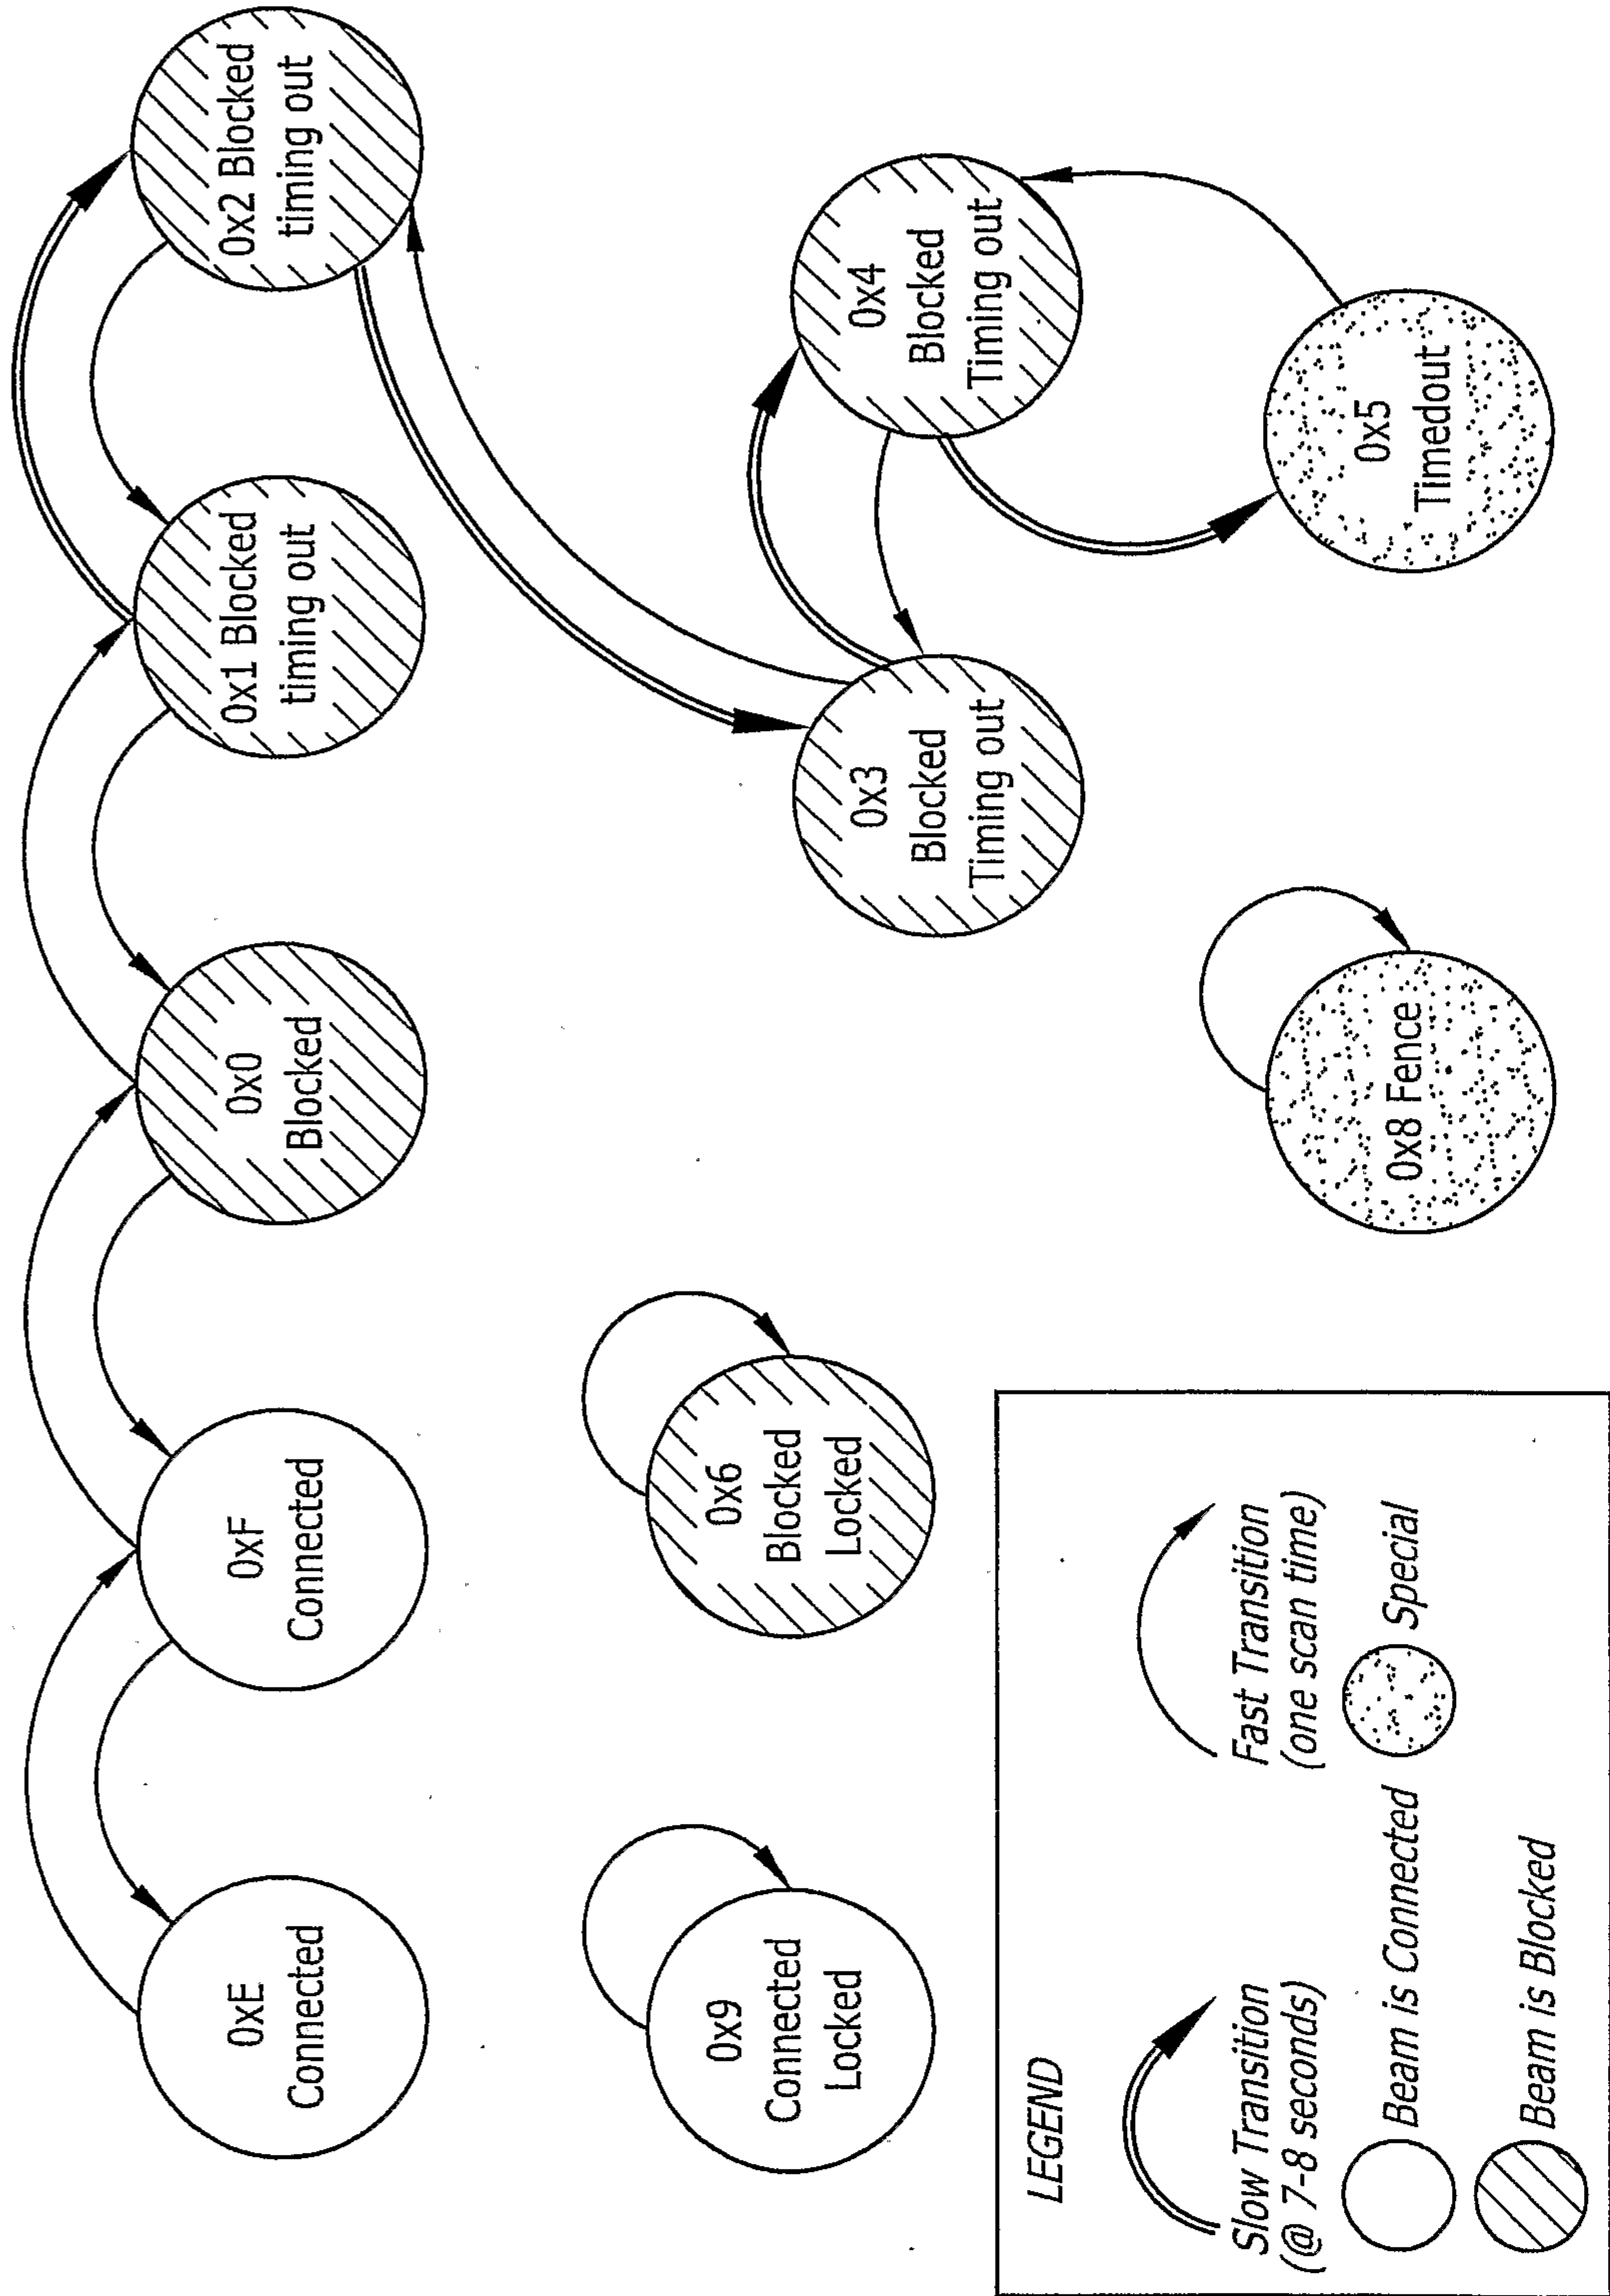 0xE
Connected
0xF
Connected
0x0
Blocked
0x1 Blocked
timing out
0x2 Blocked
timing out
0x9
Connected
Locked
0x6
Blocked
Locked
0x3
Blocked
Timing out
0x4
Blocked
Timing out
0x8 Fence
0x5
Timedout
LEGEND
Slow Transition
(@ 7-8 seconds)
Fast Transition
(one scan time)
Beam is Connected
Special
Beam is Blocked